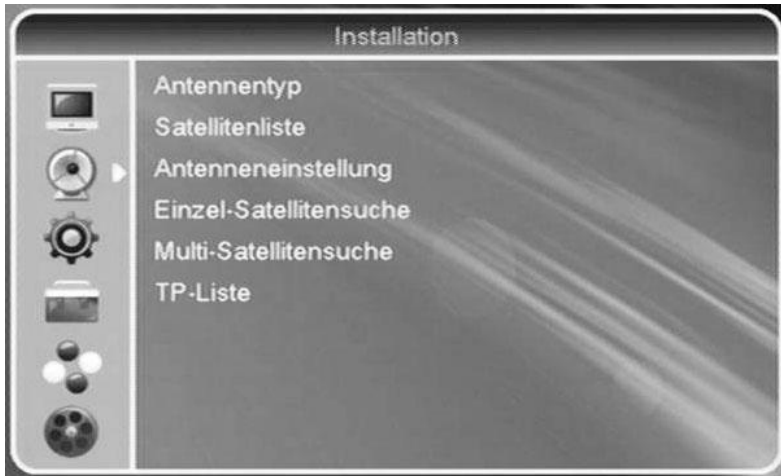 Installation
Antennentyp
Satellitenliste
Antenneneinstellung
Einzel-Satellitensuche
Multi-Satellitensuche
TP-Liste